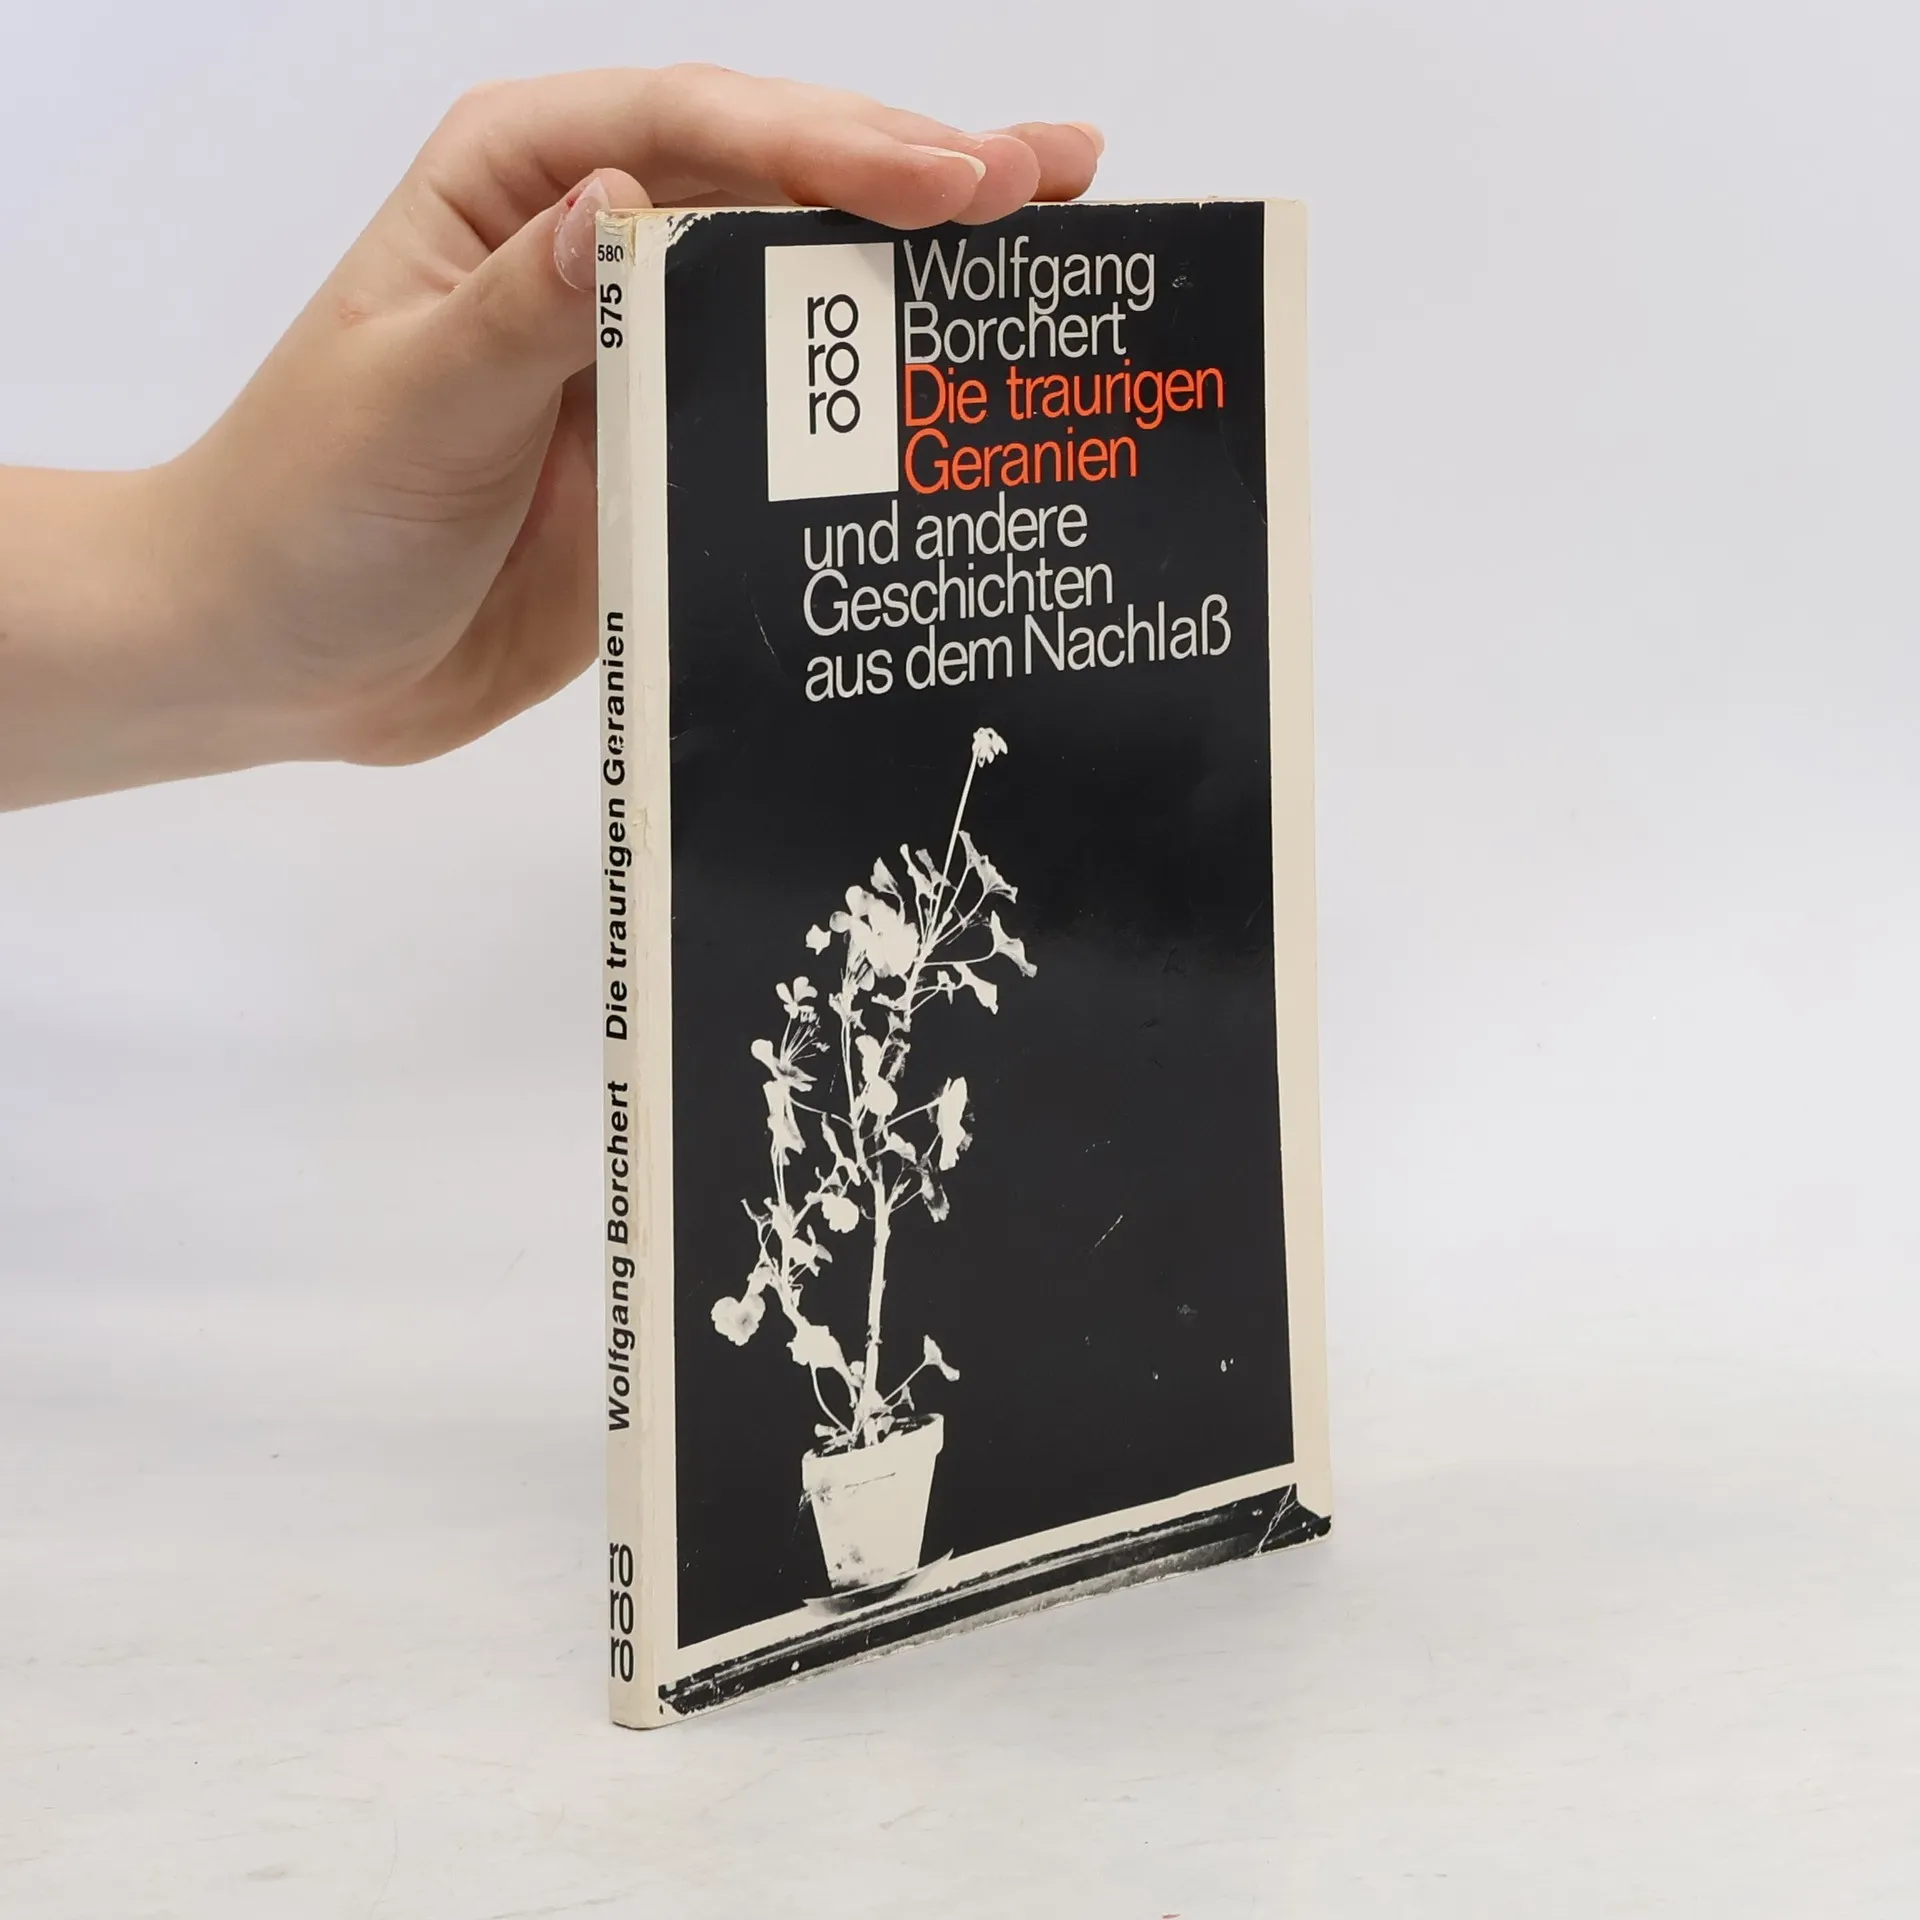 580
975
Wolfgang Borchert Die traurigen Geranien
ro
ro
ro
ro
ro
ro
Wolfgang
Borchert
Die traurigen
Geranien
und andere
Geschichten
aus dem Nachlaß